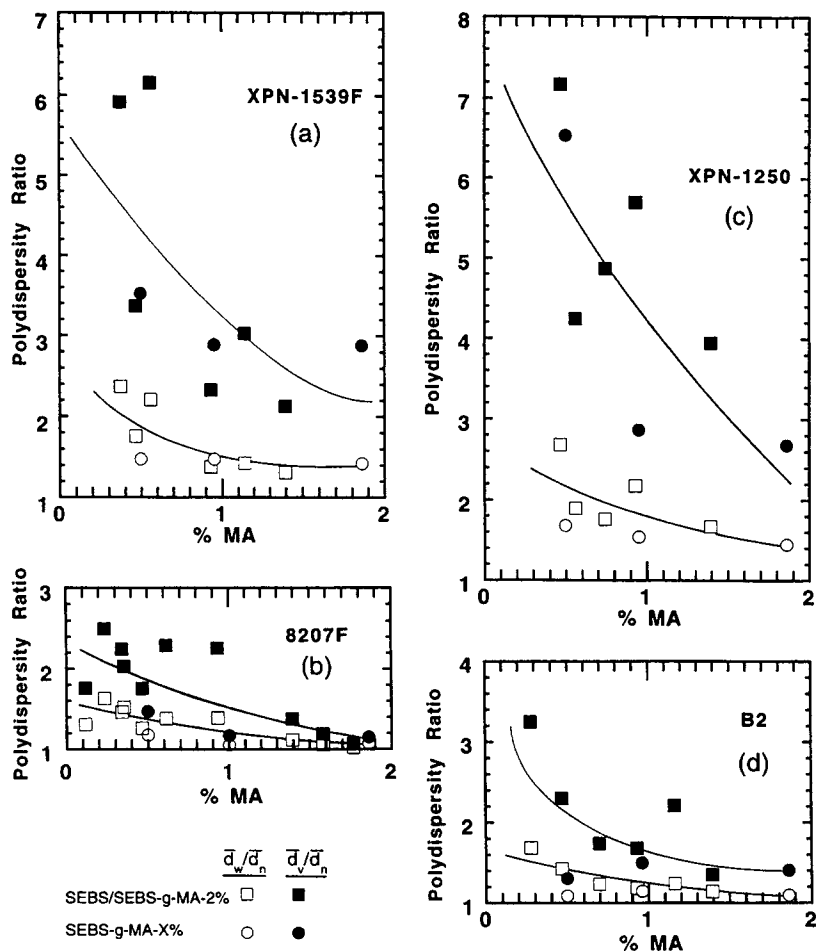 7
6
5
4
3
2
1
Polydispersity Ratio
XPN-1539F
(a)
0
1
2
% MA
3
2
1
Polydispersity Ratio
8207F
(b)
0
1
2
% MA
d̅w/d̅n
d̅v/d̅n
SEBS/SEBS-g-MA-2%
SEBS-g-MA-X%
8
7
6
5
4
3
2
1
Polydispersity Ratio
XPN-1250
(c)
0
1
2
% MA
4
3
2
1
Polydispersity Ratio
B2
(d)
0
1
2
% MA